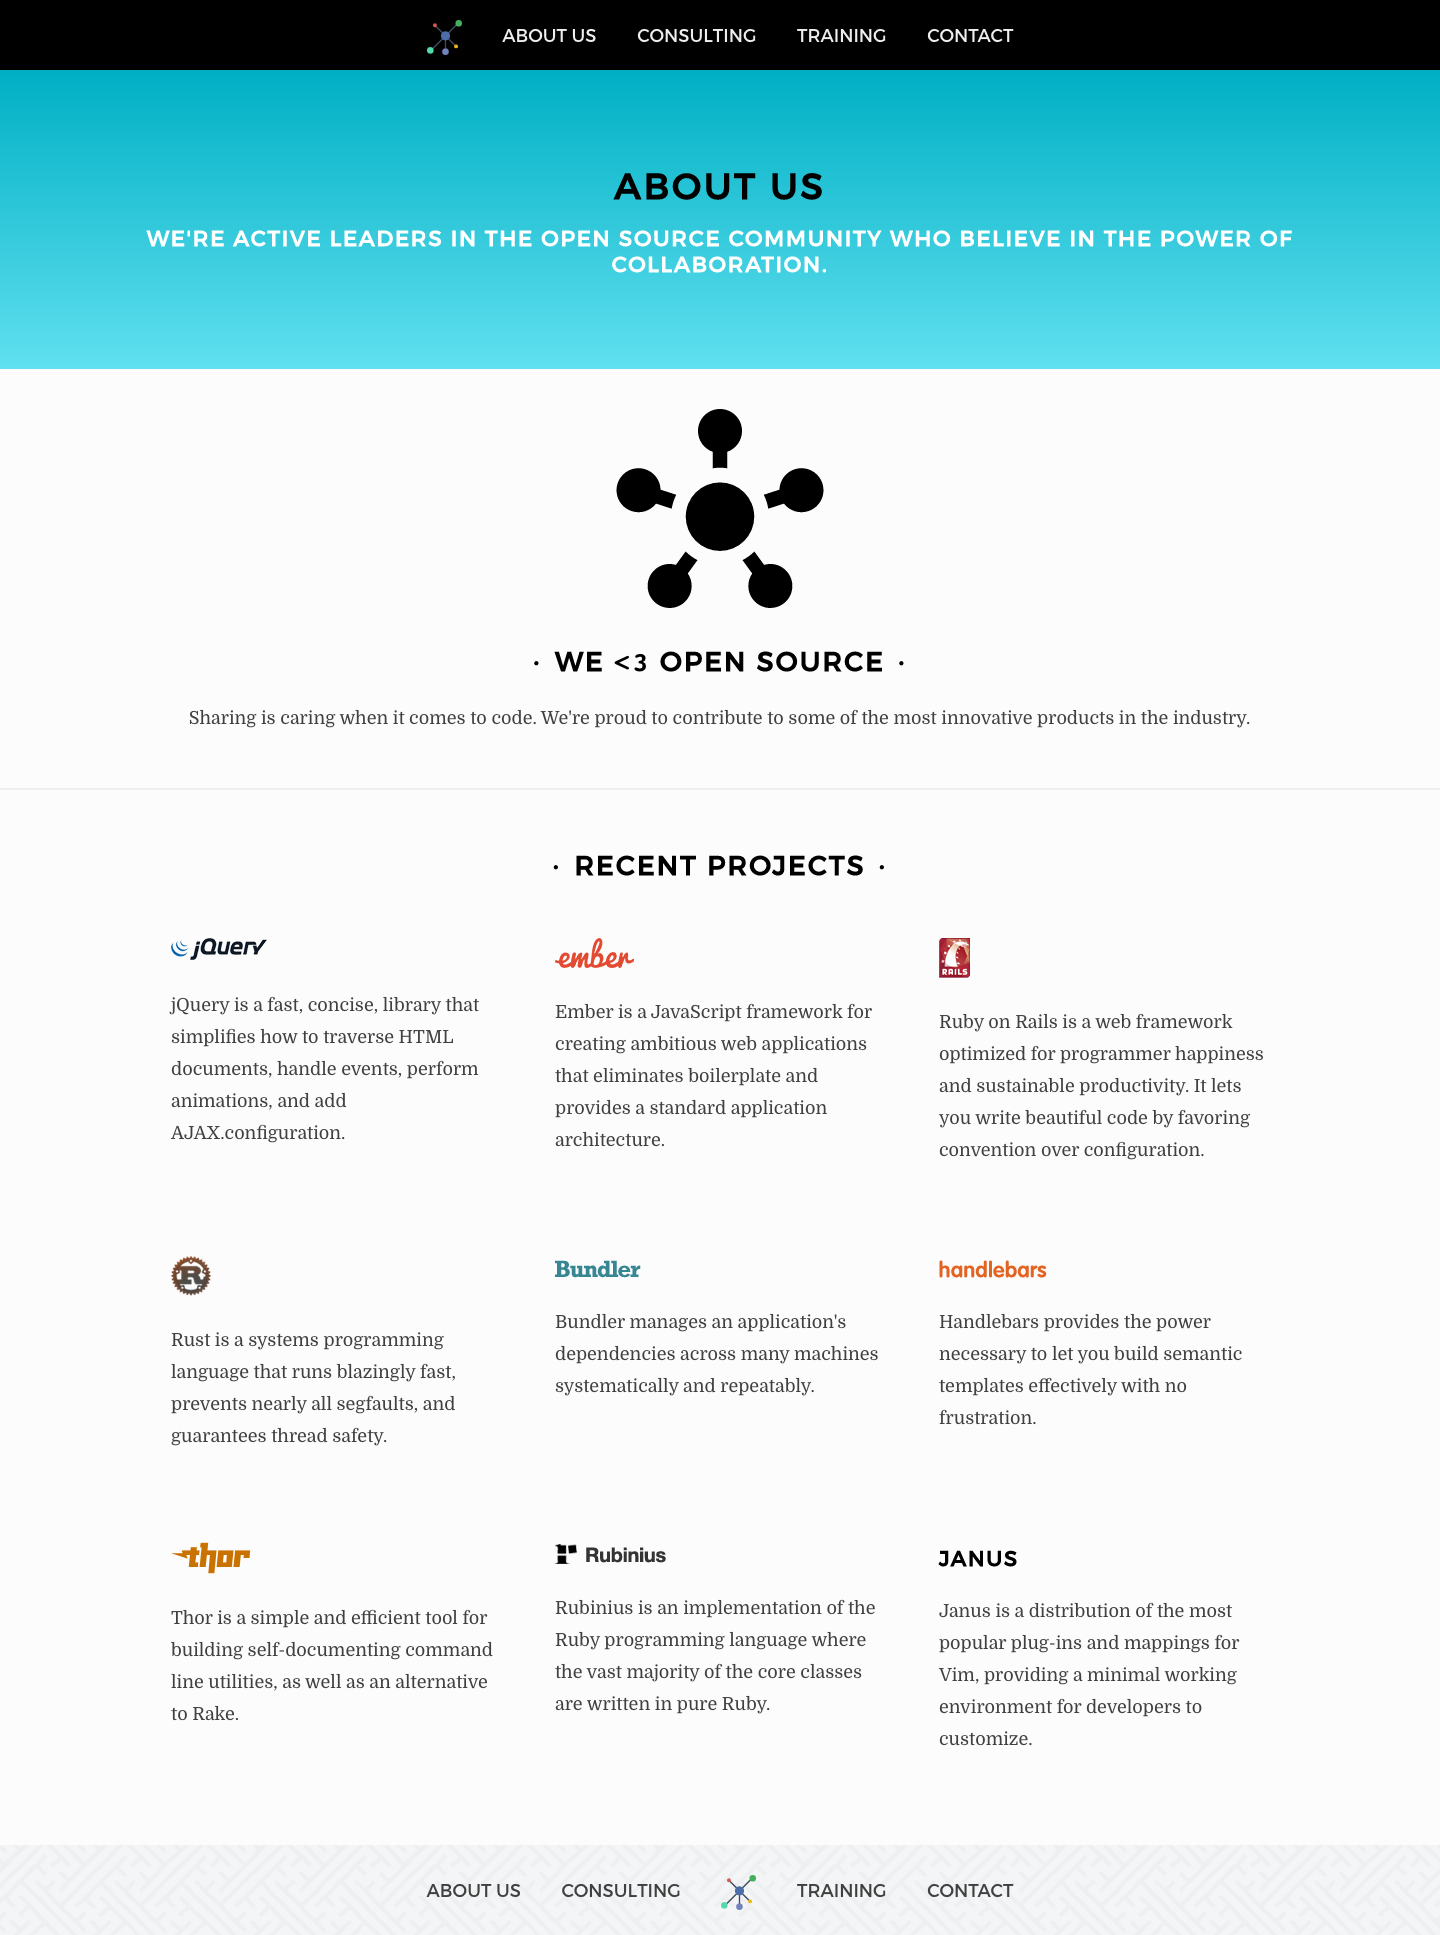 ABOUT US CONSULTING TRAINING CONTACT
ABOUT US
WE'RE ACTIVE LEADERS IN THE OPEN SOURCE COMMUNITY WHO BELIEVE IN THE POWER OF
COLLABORATION.
· WE <3 OPEN SOURCE ·
Sharing is caring when it comes to code. We're proud to contribute to some of the most innovative products in the industry.
· RECENT PROJECTS ·
jQuery
jQuery is a fast, concise, library that
simplifies how to traverse HTML
documents, handle events, perform
animations, and add
AJAX.configuration.
ember
Ember is a JavaScript framework for
creating ambitious web applications
that eliminates boilerplate and
provides a standard application
architecture.
RAILS
Ruby on Rails is a web framework
optimized for programmer happiness
and sustainable productivity. It lets
you write beautiful code by favoring
convention over configuration.
R
Rust is a systems programming
language that runs blazingly fast,
prevents nearly all segfaults, and
guarantees thread safety.
Bundler
Bundler manages an application's
dependencies across many machines
systematically and repeatably.
handlebars
Handlebars provides the power
necessary to let you build semantic
templates effectively with no
frustration.
thor
Thor is a simple and efficient tool for
building self-documenting command
line utilities, as well as an alternative
to Rake.
Rubinius
Rubinius is an implementation of the
Ruby programming language where
the vast majority of the core classes
are written in pure Ruby.
JANUS
Janus is a distribution of the most
popular plug-ins and mappings for
Vim, providing a minimal working
environment for developers to
customize.
ABOUT US CONSULTING TRAINING CONTACT